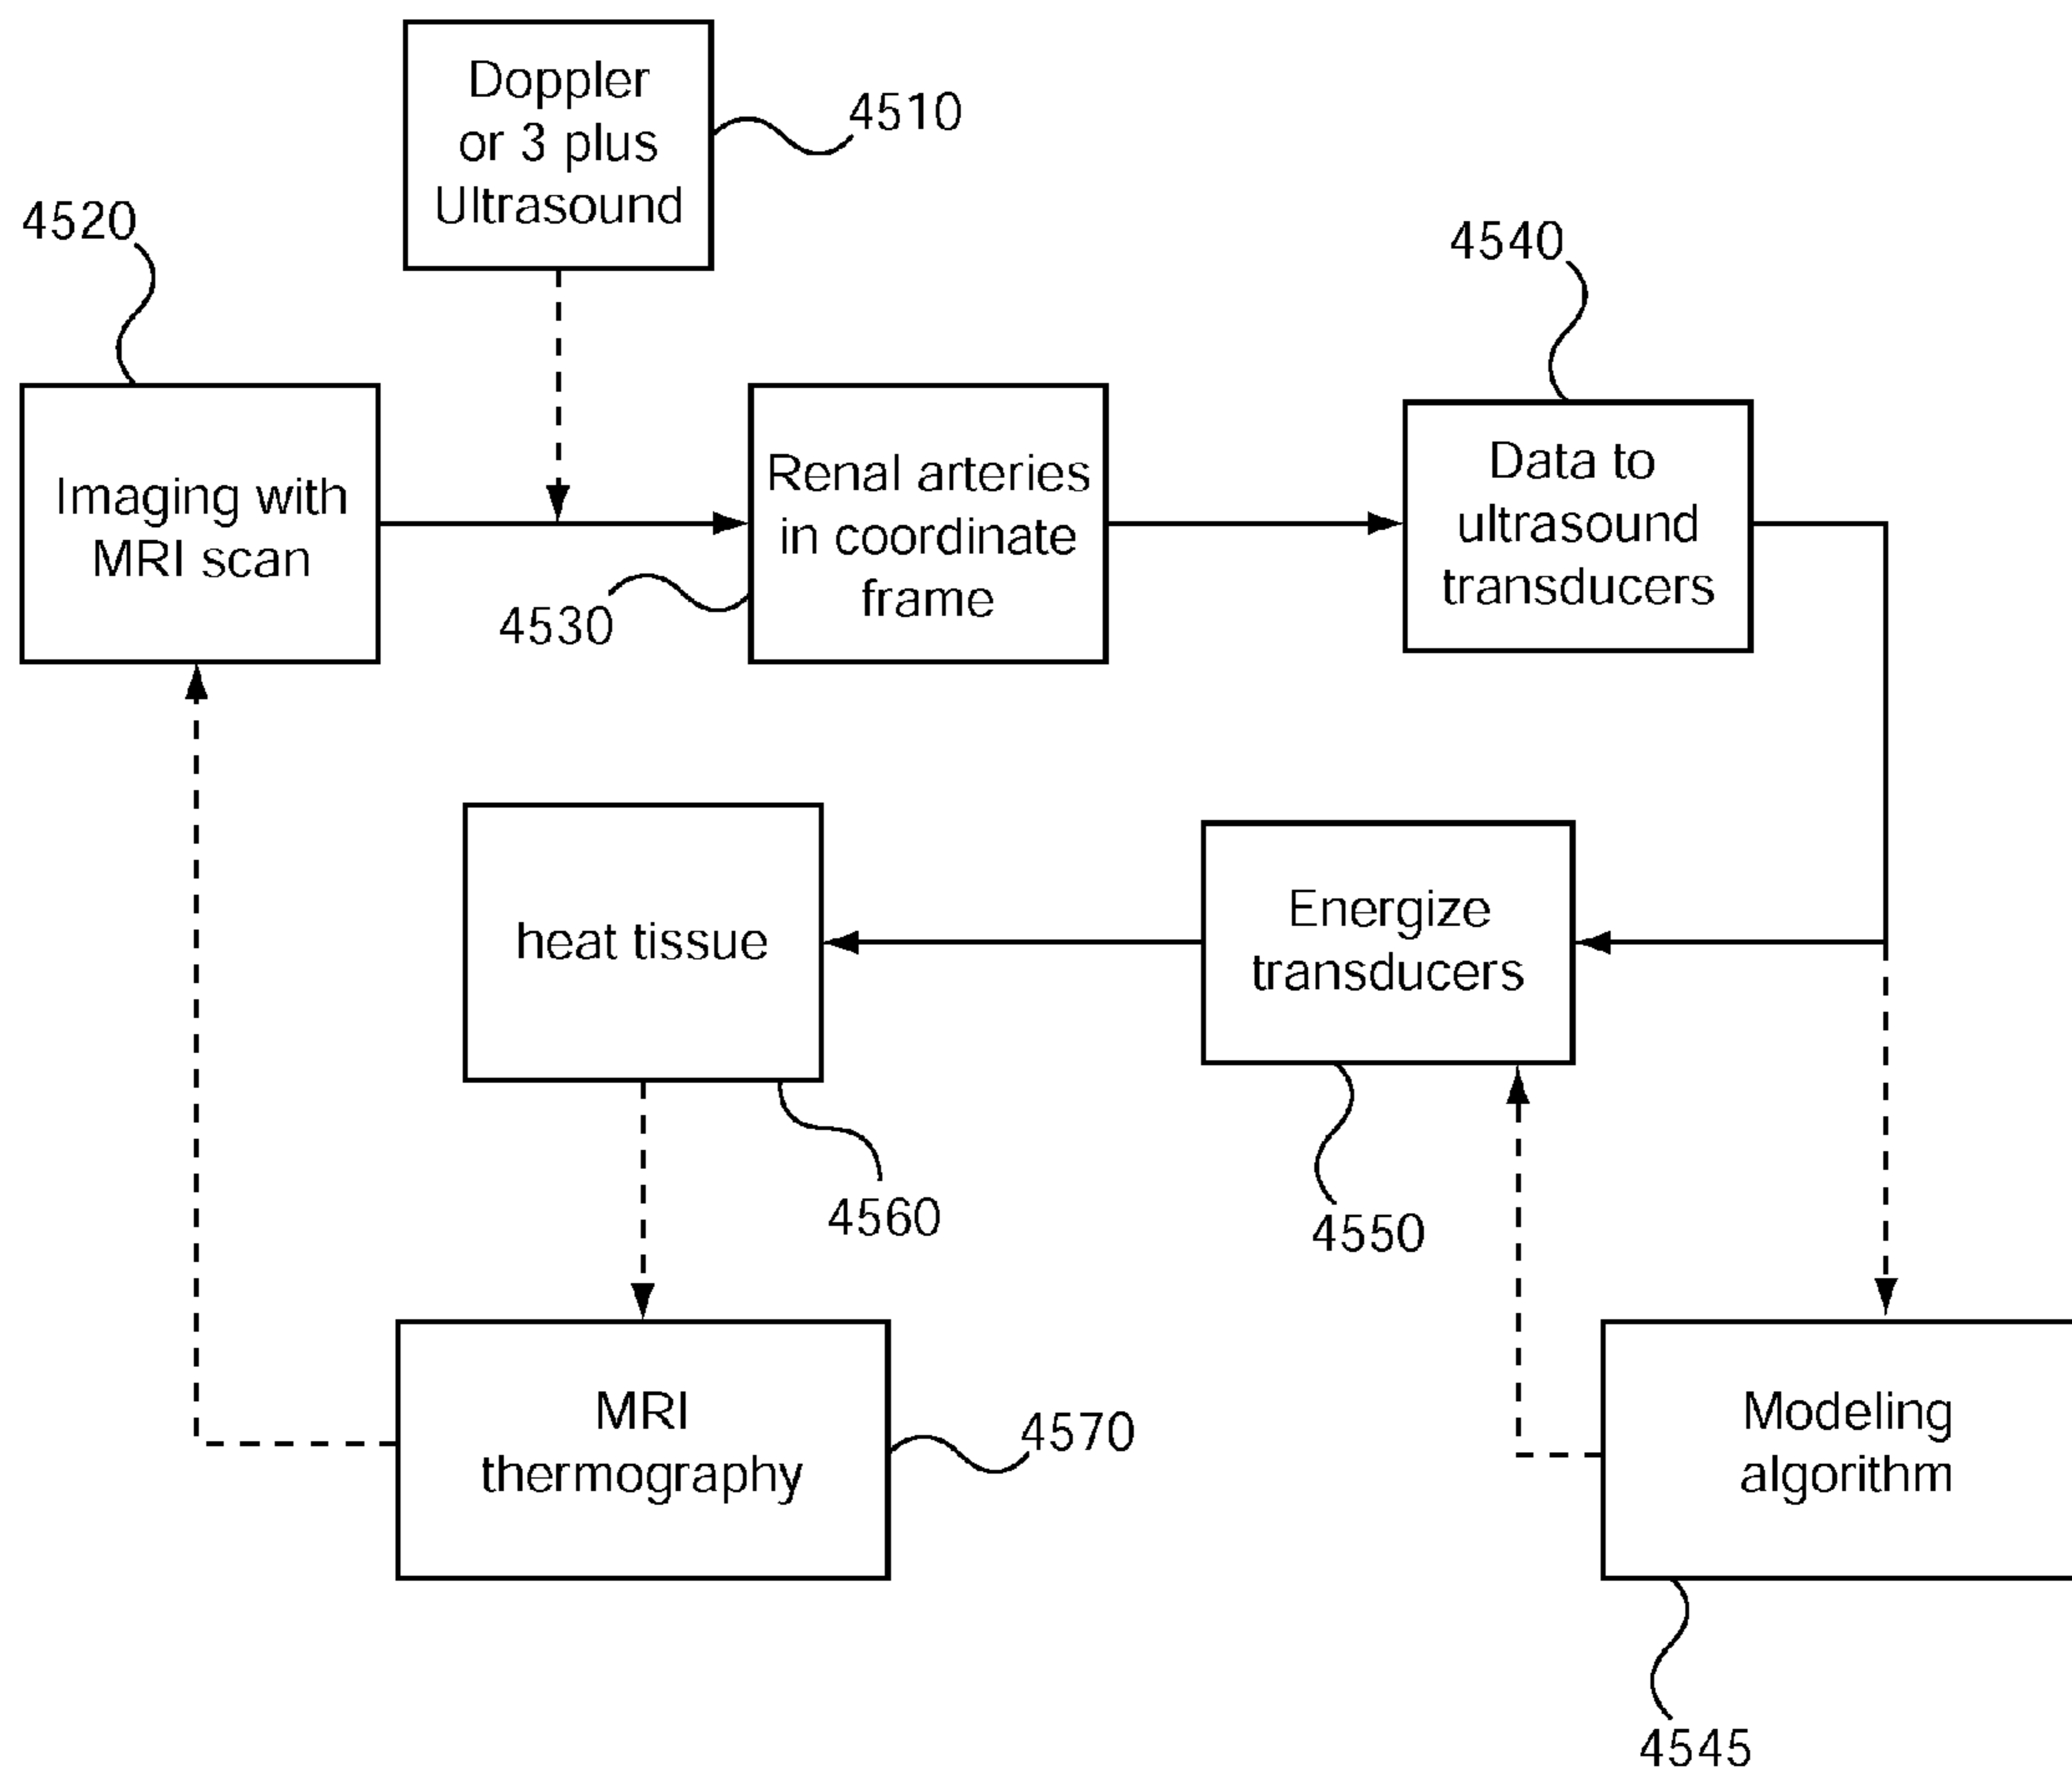 Doppler
or 3 plus
Ultrasound
4510
4520
4540
Imaging with
MRI scan
Renal arteries
in coordinate
frame
4530
Data to
ultrasound
transducers
heat tissue
Energize
transducers
4560
4550
MRI
thermography
4570
Modeling
algorithm
4545